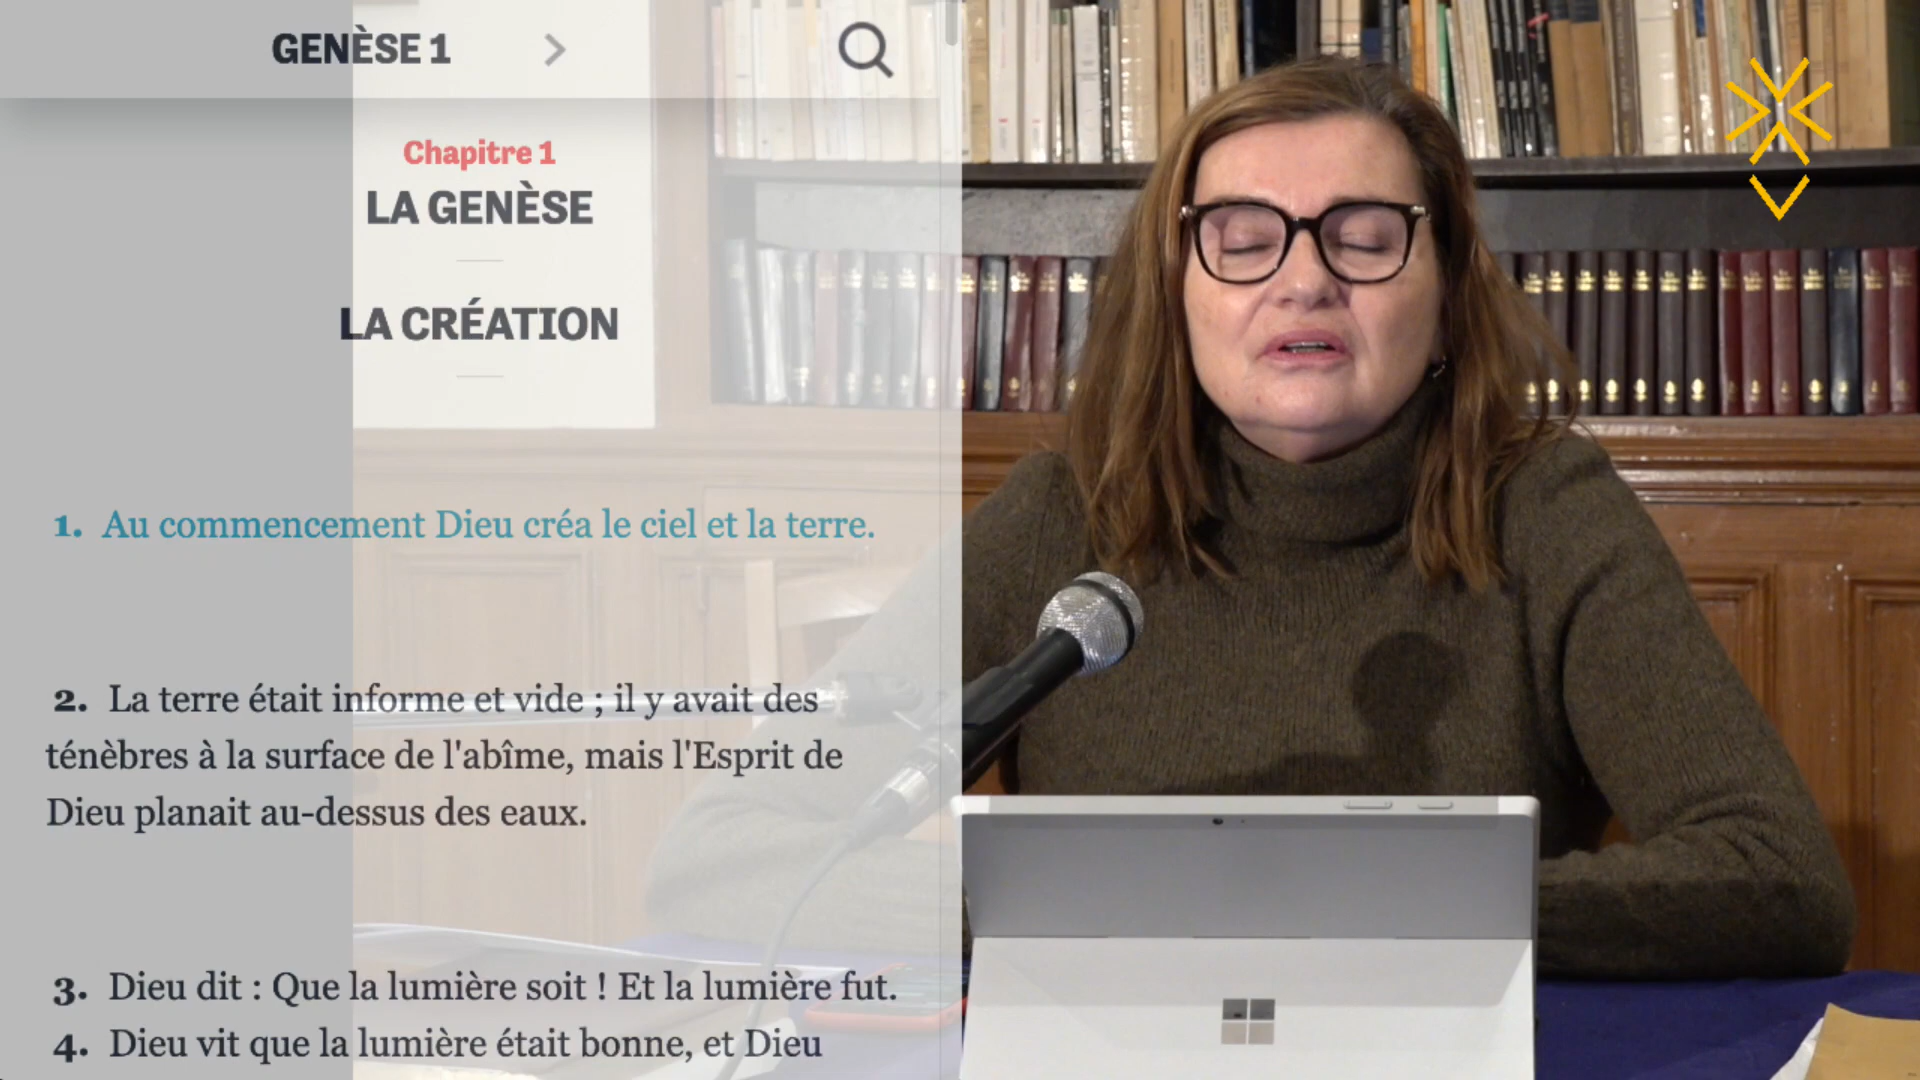 GENÈSE 1
Chapitre 1
LA GENÈSE
LA CRÉATION
1. Au commencement Dieu créa le ciel et la terre.
2. La terre était informe et vide ; il y avait des
ténèbres à la surface de l'abîme, mais l'Esprit de
Dieu planait au-dessus des eaux.
3. Dieu dit : Que la lumière soit ! Et la lumière fut.
4. Dieu vit que la lumière était bonne, et Dieu